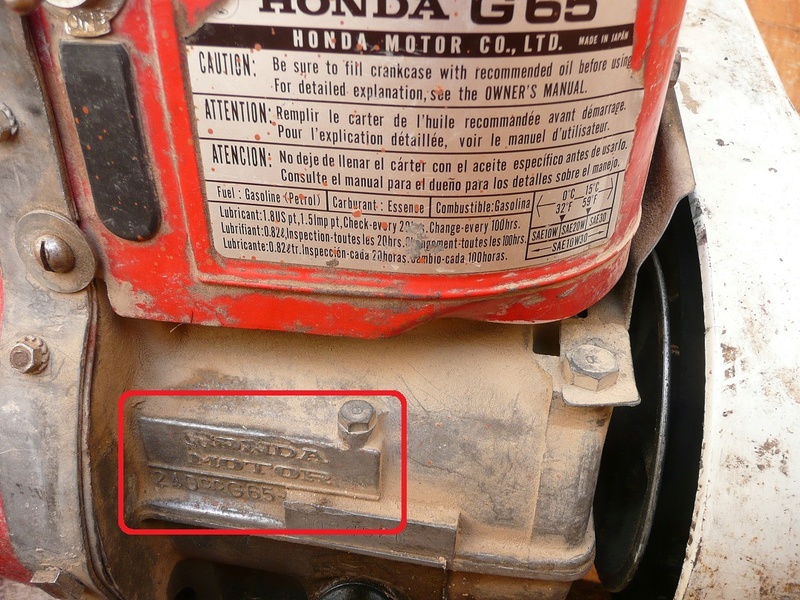 HONDA G65
HONDA MOTOR CO., LTD. MADE IN JAPAN
CAUTION: Be sure to fill crankcase with recommended oil before using
For detailed explanation, see the OWNER'S MANUAL.
ATTENTION: Remplir le carter de l'huile recommandée avant démarrage.
Pour l'explication détaillée, voir le manuel d'utilisateur.
ATENCION: No deje de llenar el cárter con el aceite específico antes de usarlo.
Consulte el manual para el dueño para los detalles sobre el manejo.
Fuel: Gasoline (Petrol) Carburant: Essence Combustible: Gasolina
0°C 15°C
32°F 59°F
SAE10W SAE20W SAE30
SAE10W30
Lubricant: 1.8US pt, 1.5Imp pt, Check-every 20 Change-every 100hrs.
Lubrifiant: 0.82ℓ, Inspection-toutes les 20hrs. toutes les 100hrs.
Lubricante: 0.82ℓtr. Inspección-cada 20horas. Cambio-cada 100horas.
HONDA
MOTOR
G65